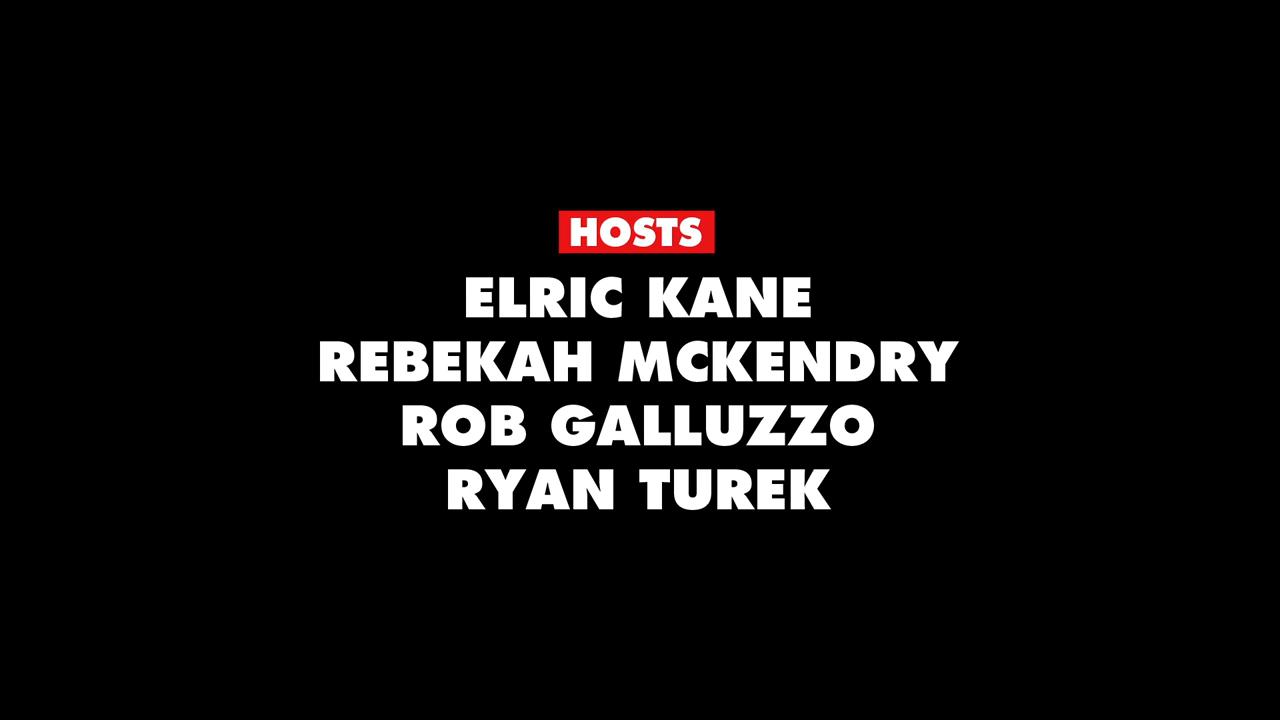 HOSTS
ELRIC KANE
REBEKAH MCKENDRY
ROB GALLUZZO
RYAN TUREK